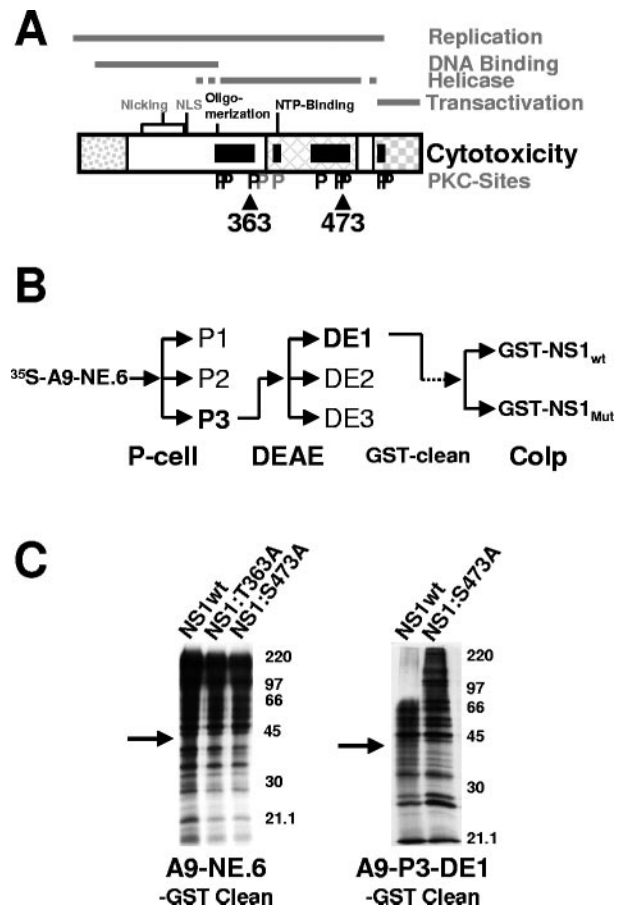 A
Replication
DNA Binding
Helicase
Transactivation
Nicking NLS Oligo-
merization NTP-Binding
Cytotoxicity
PKC-Sites
363 473
B
³⁵S-A9-NE.6
P1
P2
P3
DE1
DE2
DE3
GST-NS1wt
GST-NS1Mut
P-cell DEAE GST-clean CoIp
C
NS1wt
NS1:T363A
NS1:S473A
220
97
66
45
30
21.1
A9-NE.6
-GST Clean
NS1wt
NS1:S473A
220
97
66
45
30
21.1
A9-P3-DE1
-GST Clean